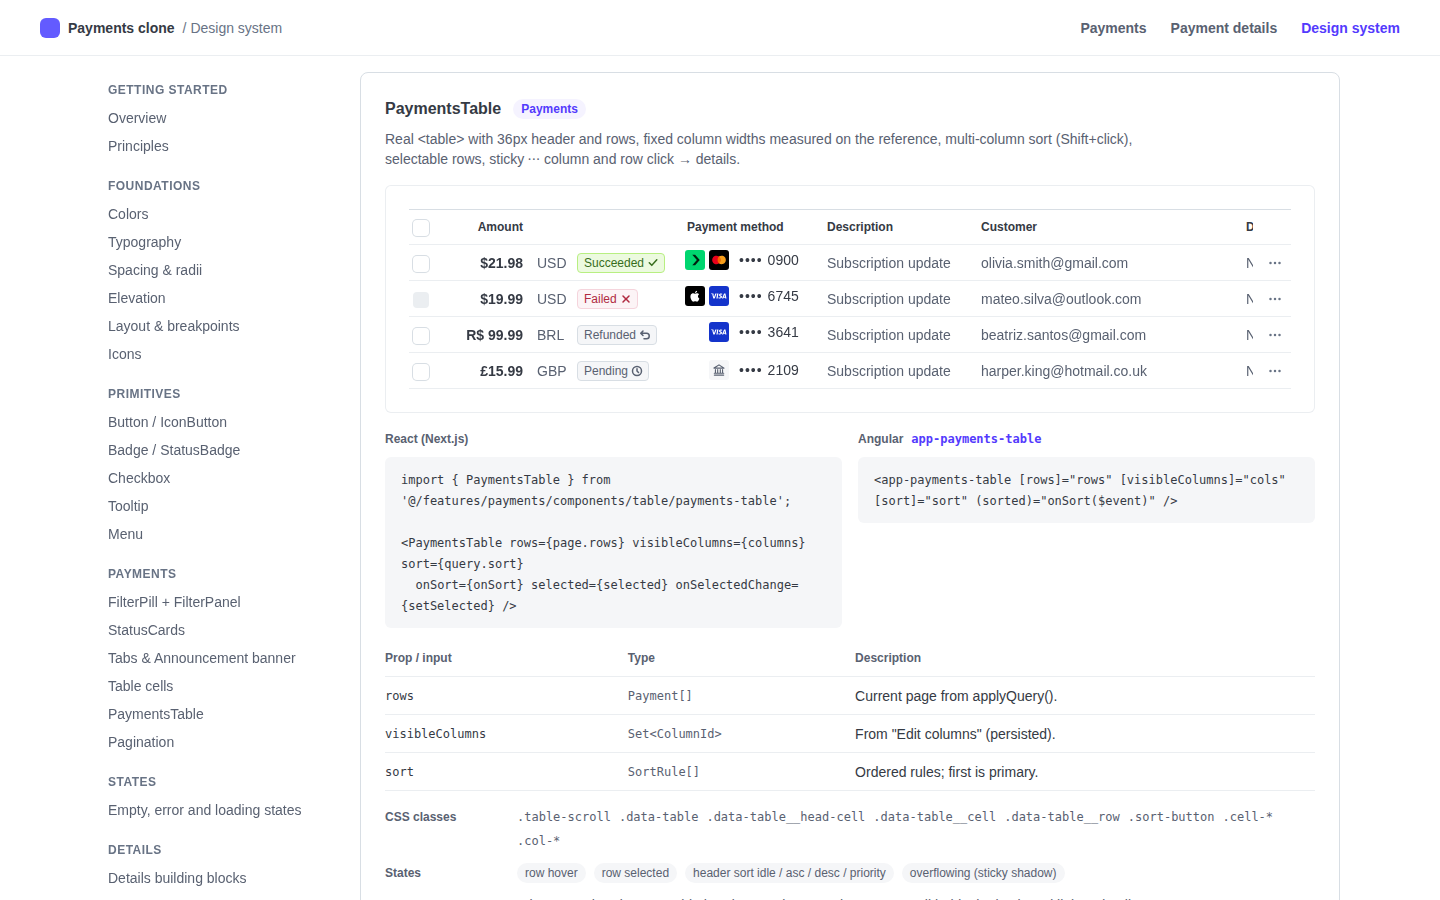 Payments clone / Design system
Payments Payment details Design system
GETTING STARTED
Overview
Principles
FOUNDATIONS
Colors
Typography
Spacing & radii
Elevation
Layout & breakpoints
Icons
PRIMITIVES
Button / IconButton
Badge / StatusBadge
Checkbox
Tooltip
Menu
PAYMENTS
FilterPill + FilterPanel
StatusCards
Tabs & Announcement banner
Table cells
PaymentsTable
Pagination
STATES
Empty, error and loading states
DETAILS
Details building blocks
PaymentsTable Payments
Real <table> with 36px header and rows, fixed column widths measured on the reference, multi-column sort (Shift+click),
selectable rows, sticky ··· column and row click → details.
Amount Payment method Description Customer D
$21.98 USD Succeeded •••• 0900 Subscription update olivia.smith@gmail.com N ···
$19.99 USD Failed VISA •••• 6745 Subscription update mateo.silva@outlook.com N ···
R$ 99.99 BRL Refunded VISA •••• 3641 Subscription update beatriz.santos@gmail.com N ···
£15.99 GBP Pending •••• 2109 Subscription update harper.king@hotmail.co.uk N ···
React (Next.js)
import { PaymentsTable } from
'@/features/payments/components/table/payments-table';
<PaymentsTable rows={page.rows} visibleColumns={columns}
sort={query.sort}
onSort={onSort} selected={selected} onSelectedChange=
{setSelected} />
Angular app-payments-table
<app-payments-table [rows]="rows" [visibleColumns]="cols"
[sort]="sort" (sorted)="onSort($event)" />
Prop / input Type Description
rows Payment[] Current page from applyQuery().
visibleColumns Set<ColumnId> From "Edit columns" (persisted).
sort SortRule[] Ordered rules; first is primary.
CSS classes .table-scroll .data-table .data-table__head-cell .data-table__cell .data-table__row .sort-button .cell-*
.col-*
States row hover row selected header sort idle / asc / desc / priority overflowing (sticky shadow)